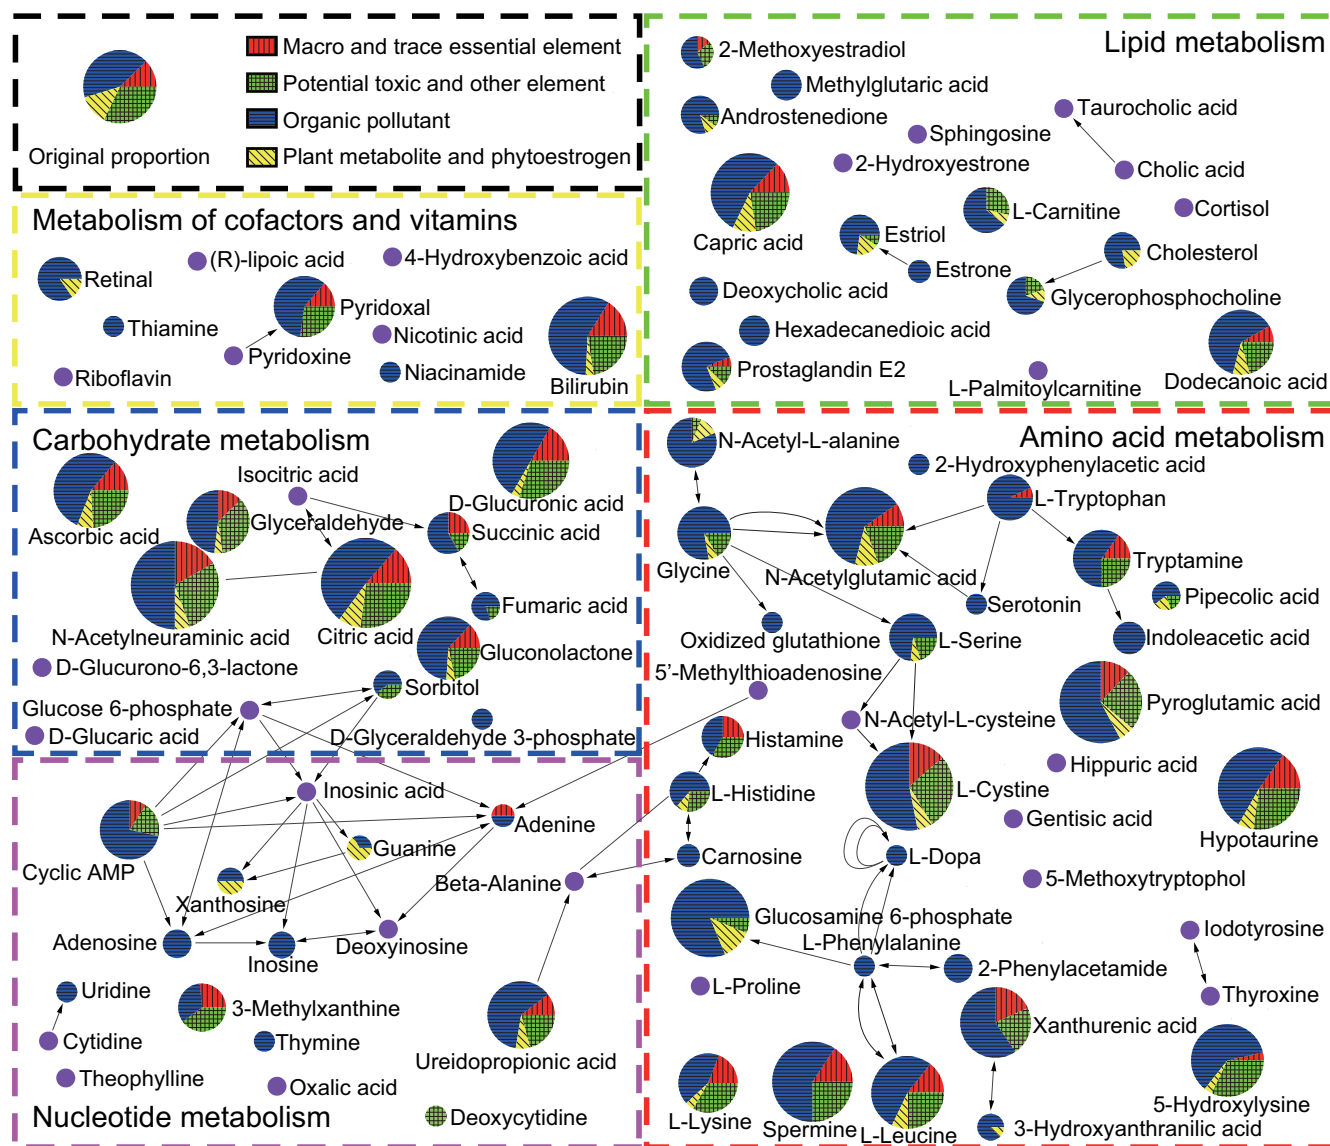 Macro and trace essential element
Potential toxic and other element
Organic pollutant
Plant metabolite and phytoestrogen
Original proportion
Lipid metabolism
2-Methoxyestradiol
Methylglutaric acid
Androstenedione
Taurocholic acid
Sphingosine
2-Hydroxyestrone
Cholic acid
Capric acid
L-Carnitine
Cortisol
Estriol
Estrone
Cholesterol
Deoxycholic acid
Glycerophosphocholine
Hexadecanedioic acid
Prostaglandin E2
L-Palmitoylcarnitine
Dodecanoic acid
Metabolism of cofactors and vitamins
Retinal
(R)-lipoic acid
4-Hydroxybenzoic acid
Pyridoxal
Thiamine
Nicotinic acid
Pyridoxine
Niacinamide
Riboflavin
Bilirubin
Carbohydrate metabolism
Isocitric acid
D-Glucuronic acid
Ascorbic acid
Glyceraldehyde
Succinic acid
Fumaric acid
N-Acetylneuraminic acid
Citric acid
Gluconolactone
D-Glucurono-6,3-lactone
Sorbitol
Glucose 6-phosphate
D-Glucaric acid
D-Glyceraldehyde 3-phosphate
Amino acid metabolism
N-Acetyl-L-alanine
2-Hydroxyphenylacetic acid
L-Tryptophan
Glycine
N-Acetylglutamic acid
Tryptamine
Serotonin
Pipecolic acid
Oxidized glutathione
L-Serine
Indoleacetic acid
5'-Methylthioadenosine
Pyroglutamic acid
N-Acetyl-L-cysteine
Histamine
Hippuric acid
L-Histidine
L-Cystine
Gentisic acid
Hypotaurine
Carnosine
L-Dopa
5-Methoxytryptophol
Glucosamine 6-phosphate
L-Phenylalanine
Iodotyrosine
2-Phenylacetamide
L-Proline
Thyroxine
Xanthurenic acid
L-Lysine
Spermine
L-Leucine
3-Hydroxyanthranilic acid
5-Hydroxylysine
Inosinic acid
Adenine
Cyclic AMP
Guanine
Beta-Alanine
Xanthosine
Adenosine
Deoxyinosine
Inosine
Uridine
3-Methylxanthine
Cytidine
Thymine
Ureidopropionic acid
Theophylline
Oxalic acid
Deoxycytidine
Nucleotide metabolism